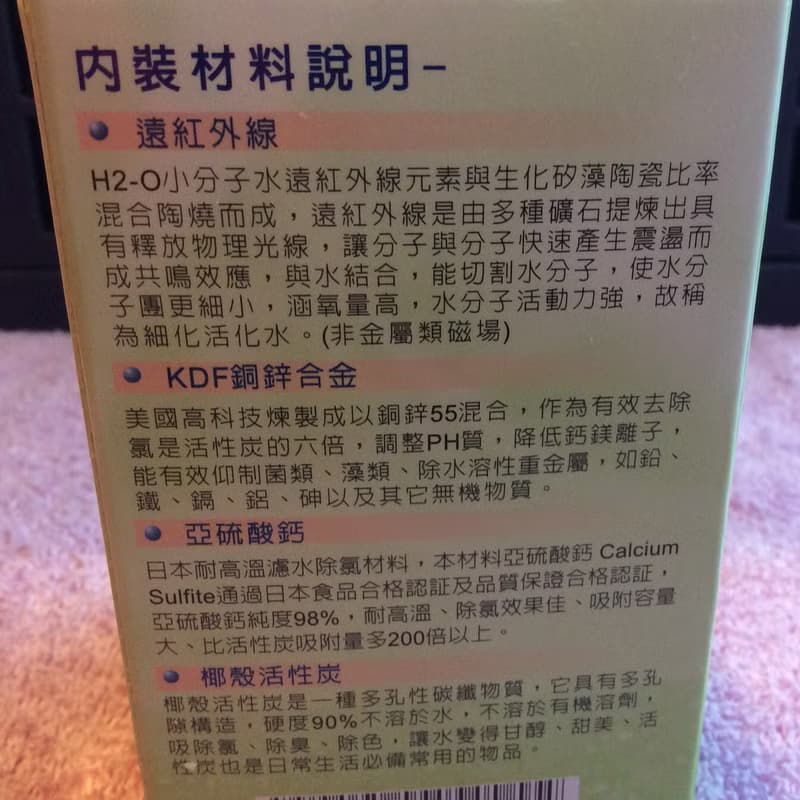 內裝材料說明-
遠紅外線
H2-O小分子水遠紅外線元素與生化矽藻陶瓷比率
混合陶燒而成，遠紅外線是由多種礦石提煉出具
有釋放物理光線，讓分子與分子快速產生震盪而
成共鳴效應，與水結合，能切割水分子，使水分
子團更細小，涵氧量高，水分子活動力強，故稱
為細化活化水。(非金屬類磁場)
KDF銅鋅合金
美國高科技煉製成以銅鋅55混合，作為有效去除
氯是活性炭的六倍，調整PH質，降低鈣鎂離子，
能有效仰制菌類、藻類、除水溶性重金屬，如鉛、
鐵、鎘、鋁、砷以及其它無機物質。
亞硫酸鈣
日本耐高溫濾水除氯材料，本材料亞硫酸鈣 Calcium
Sulfite通過日本食品合格認証及品質保證合格認証，
亞硫酸鈣純度98%，耐高溫、除氯效果佳、吸附容量
大、比活性炭吸附量多200倍以上。
椰殼活性炭
椰殼活性炭是一種多孔性碳纖物質，它具有多孔
隙構造，硬度90%不溶於水，不溶於有機溶劑，
吸除氯、除臭、除色，讓水變得甘醇、甜美、活
性炭也是日常生活必備常用的物品。